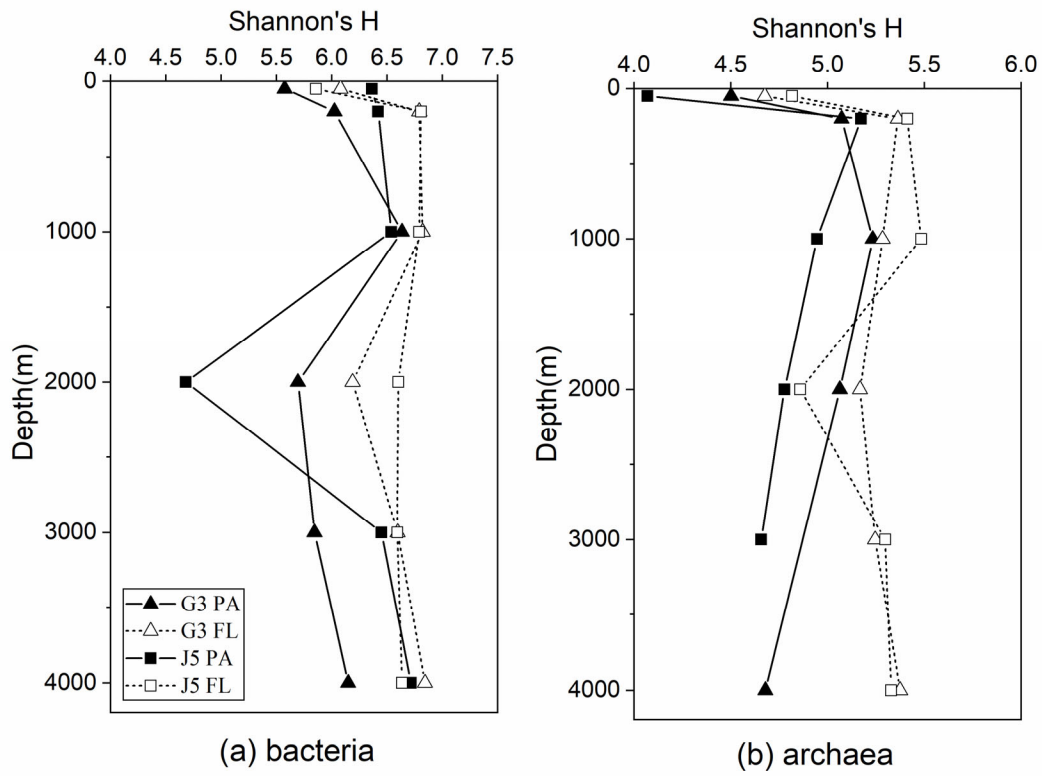 Shannon's H
4.0 4.5 5.0 5.5 6.0 6.5 7.0 7.5
0
1000
2000
3000
4000
Depth(m)
G3 PA
G3 FL
J5 PA
J5 FL
(a) bacteria
Shannon's H
4.0 4.5 5.0 5.5 6.0
0
1000
2000
3000
4000
Depth(m)
(b) archaea